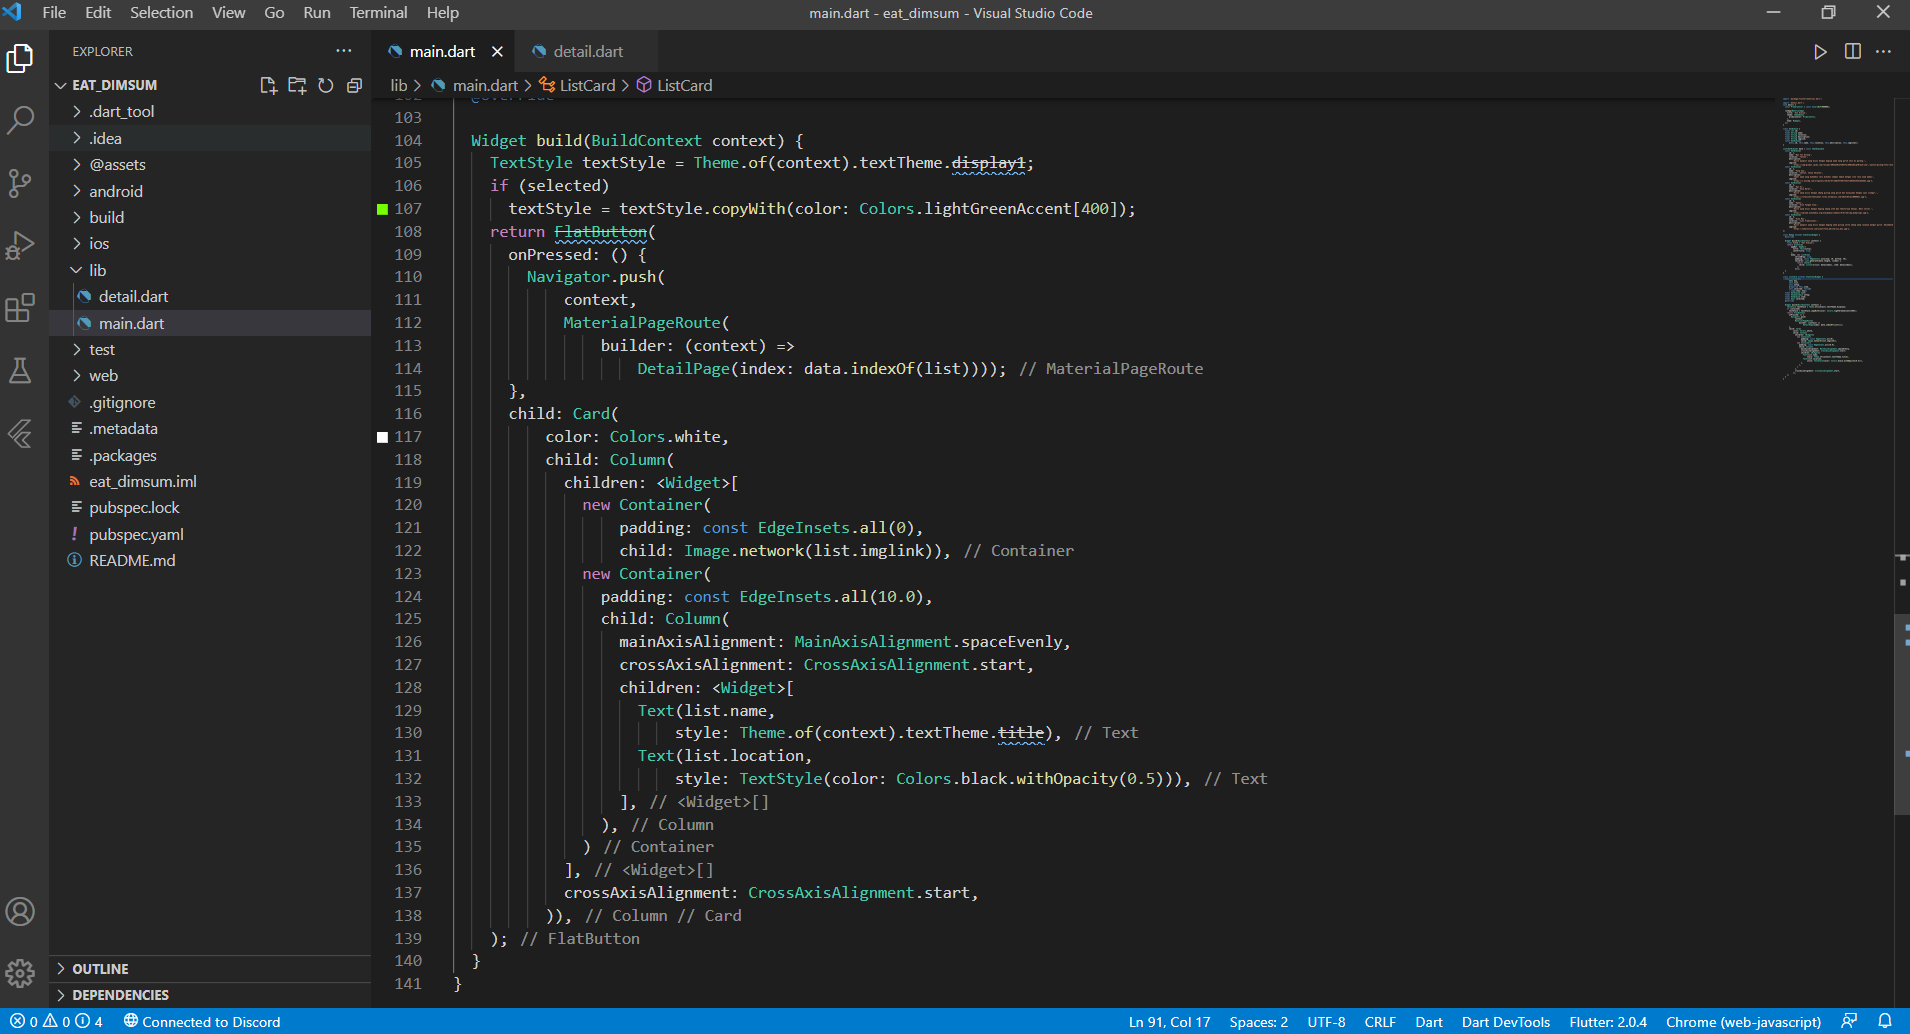 File Edit Selection View Go Run Terminal Help
main.dart - eat_dimsum - Visual Studio Code
EXPLORER
EAT_DIMSUM
.dart_tool
.idea
@assets
android
build
ios
lib
detail.dart
main.dart
test
web
.gitignore
.metadata
.packages
eat_dimsum.iml
pubspec.lock
pubspec.yaml
README.md
OUTLINE
DEPENDENCIES
main.dart detail.dart
lib > main.dart > ListCard > ListCard
102 @override
103
104 Widget build(BuildContext context) {
105 TextStyle textStyle = Theme.of(context).textTheme.display1;
106 if (selected)
107 textStyle = textStyle.copyWith(color: Colors.lightGreenAccent[400]);
108 return FlatButton(
109 onPressed: () {
110 Navigator.push(
111 context,
112 MaterialPageRoute(
113 builder: (context) =>
114 DetailPage(index: data.indexOf(list)))); // MaterialPageRoute
115 },
116 child: Card(
117 color: Colors.white,
118 child: Column(
119 children: <Widget>[
120 new Container(
121 padding: const EdgeInsets.all(0),
122 child: Image.network(list.imglink)), // Container
123 new Container(
124 padding: const EdgeInsets.all(10.0),
125 child: Column(
126 mainAxisAlignment: MainAxisAlignment.spaceEvenly,
127 crossAxisAlignment: CrossAxisAlignment.start,
128 children: <Widget>[
129 Text(list.name,
130 style: Theme.of(context).textTheme.title), // Text
131 Text(list.location,
132 style: TextStyle(color: Colors.black.withOpacity(0.5))), // Text
133 ], // <Widget>[]
134 ), // Column
135 ) // Container
136 ], // <Widget>[]
137 crossAxisAlignment: CrossAxisAlignment.start,
138 )), // Column // Card
139 ); // FlatButton
140 }
141 }
0 0 4 Connected to Discord
Ln 91, Col 17 Spaces: 2 UTF-8 CRLF Dart Dart DevTools Flutter: 2.0.4 Chrome (web-javascript)